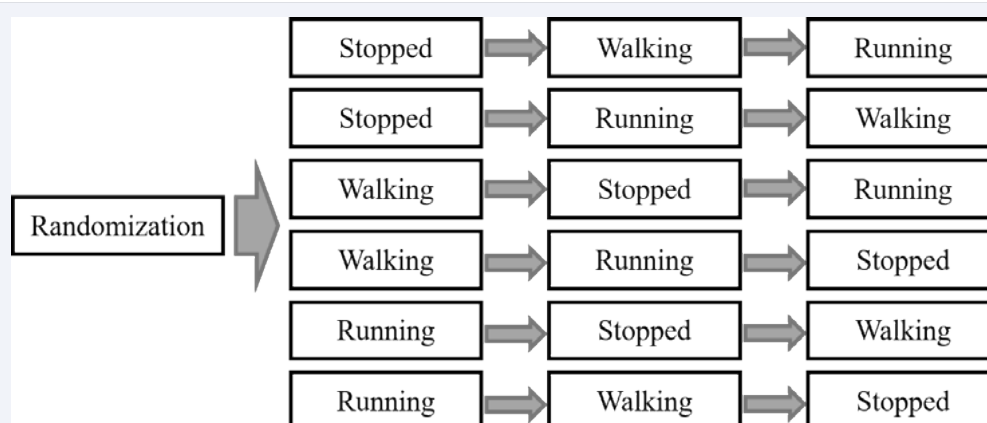 Stopped Walking Running
Stopped Running Walking
Walking Stopped Running
Randomization
Walking Running Stopped
Running Stopped Walking
Running Walking Stopped